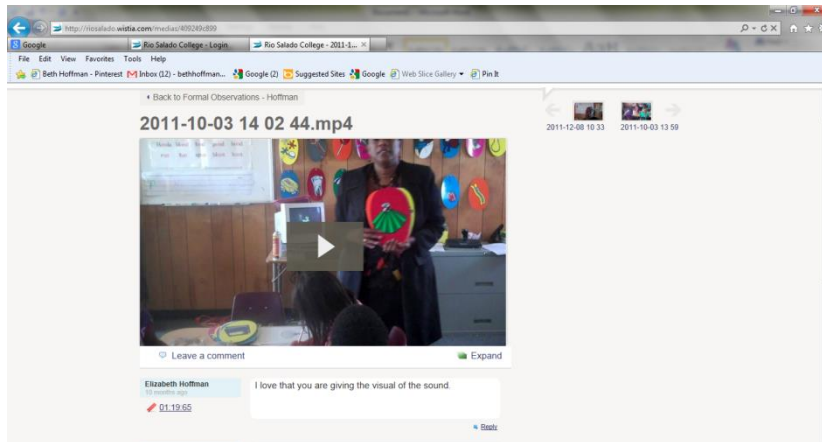 http://riosalado.wistia.com/medias/409249c899
Google
Rio Salado College - Login
Rio Salado College - 2011-1...
File Edit View Favorites Tools Help
Beth Hoffman - Pinterest
Inbox (12) - bethhoffman...
Google (2)
Suggested Sites
Google
Web Slice Gallery
Pin It
Back to Formal Observations - Hoffman
2011-10-03 14 02 44.mp4
2011-12-08 10 33
2011-10-03 13 59
Leave a comment
Expand
Elizabeth Hoffman
10 months ago
I love that you are giving the visual of the sound.
01:19:65
Reply